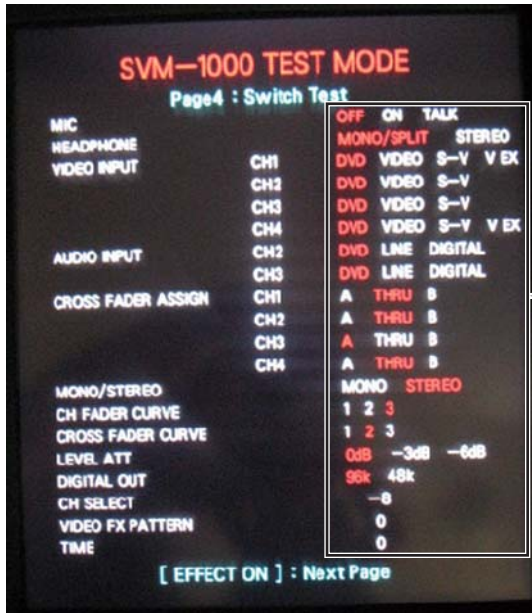 SVM-1000 TEST MODE
Page4 : Switch Test
MIC OFF ON TALK
HEADPHONE MONO/SPLIT STEREO
VIDEO INPUT CH1 DVD VIDEO S-V V EX
CH2 DVD VIDEO S-V
CH3 DVD VIDEO S-V
CH4 DVD VIDEO S-V V EX
AUDIO INPUT CH2 DVD LINE DIGITAL
CH3 DVD LINE DIGITAL
CROSS FADER ASSIGN CH1 A THRU B
CH2 A THRU B
CH3 A THRU B
CH4 A THRU B
MONO/STEREO MONO STEREO
CH FADER CURVE 1 2 3
CROSS FADER CURVE 1 2 3
LEVEL ATT 0dB -3dB -6dB
DIGITAL OUT 96k 48k
CH SELECT -8
VIDEO FX PATTERN 0
TIME 0
[ EFFECT ON ] : Next Page